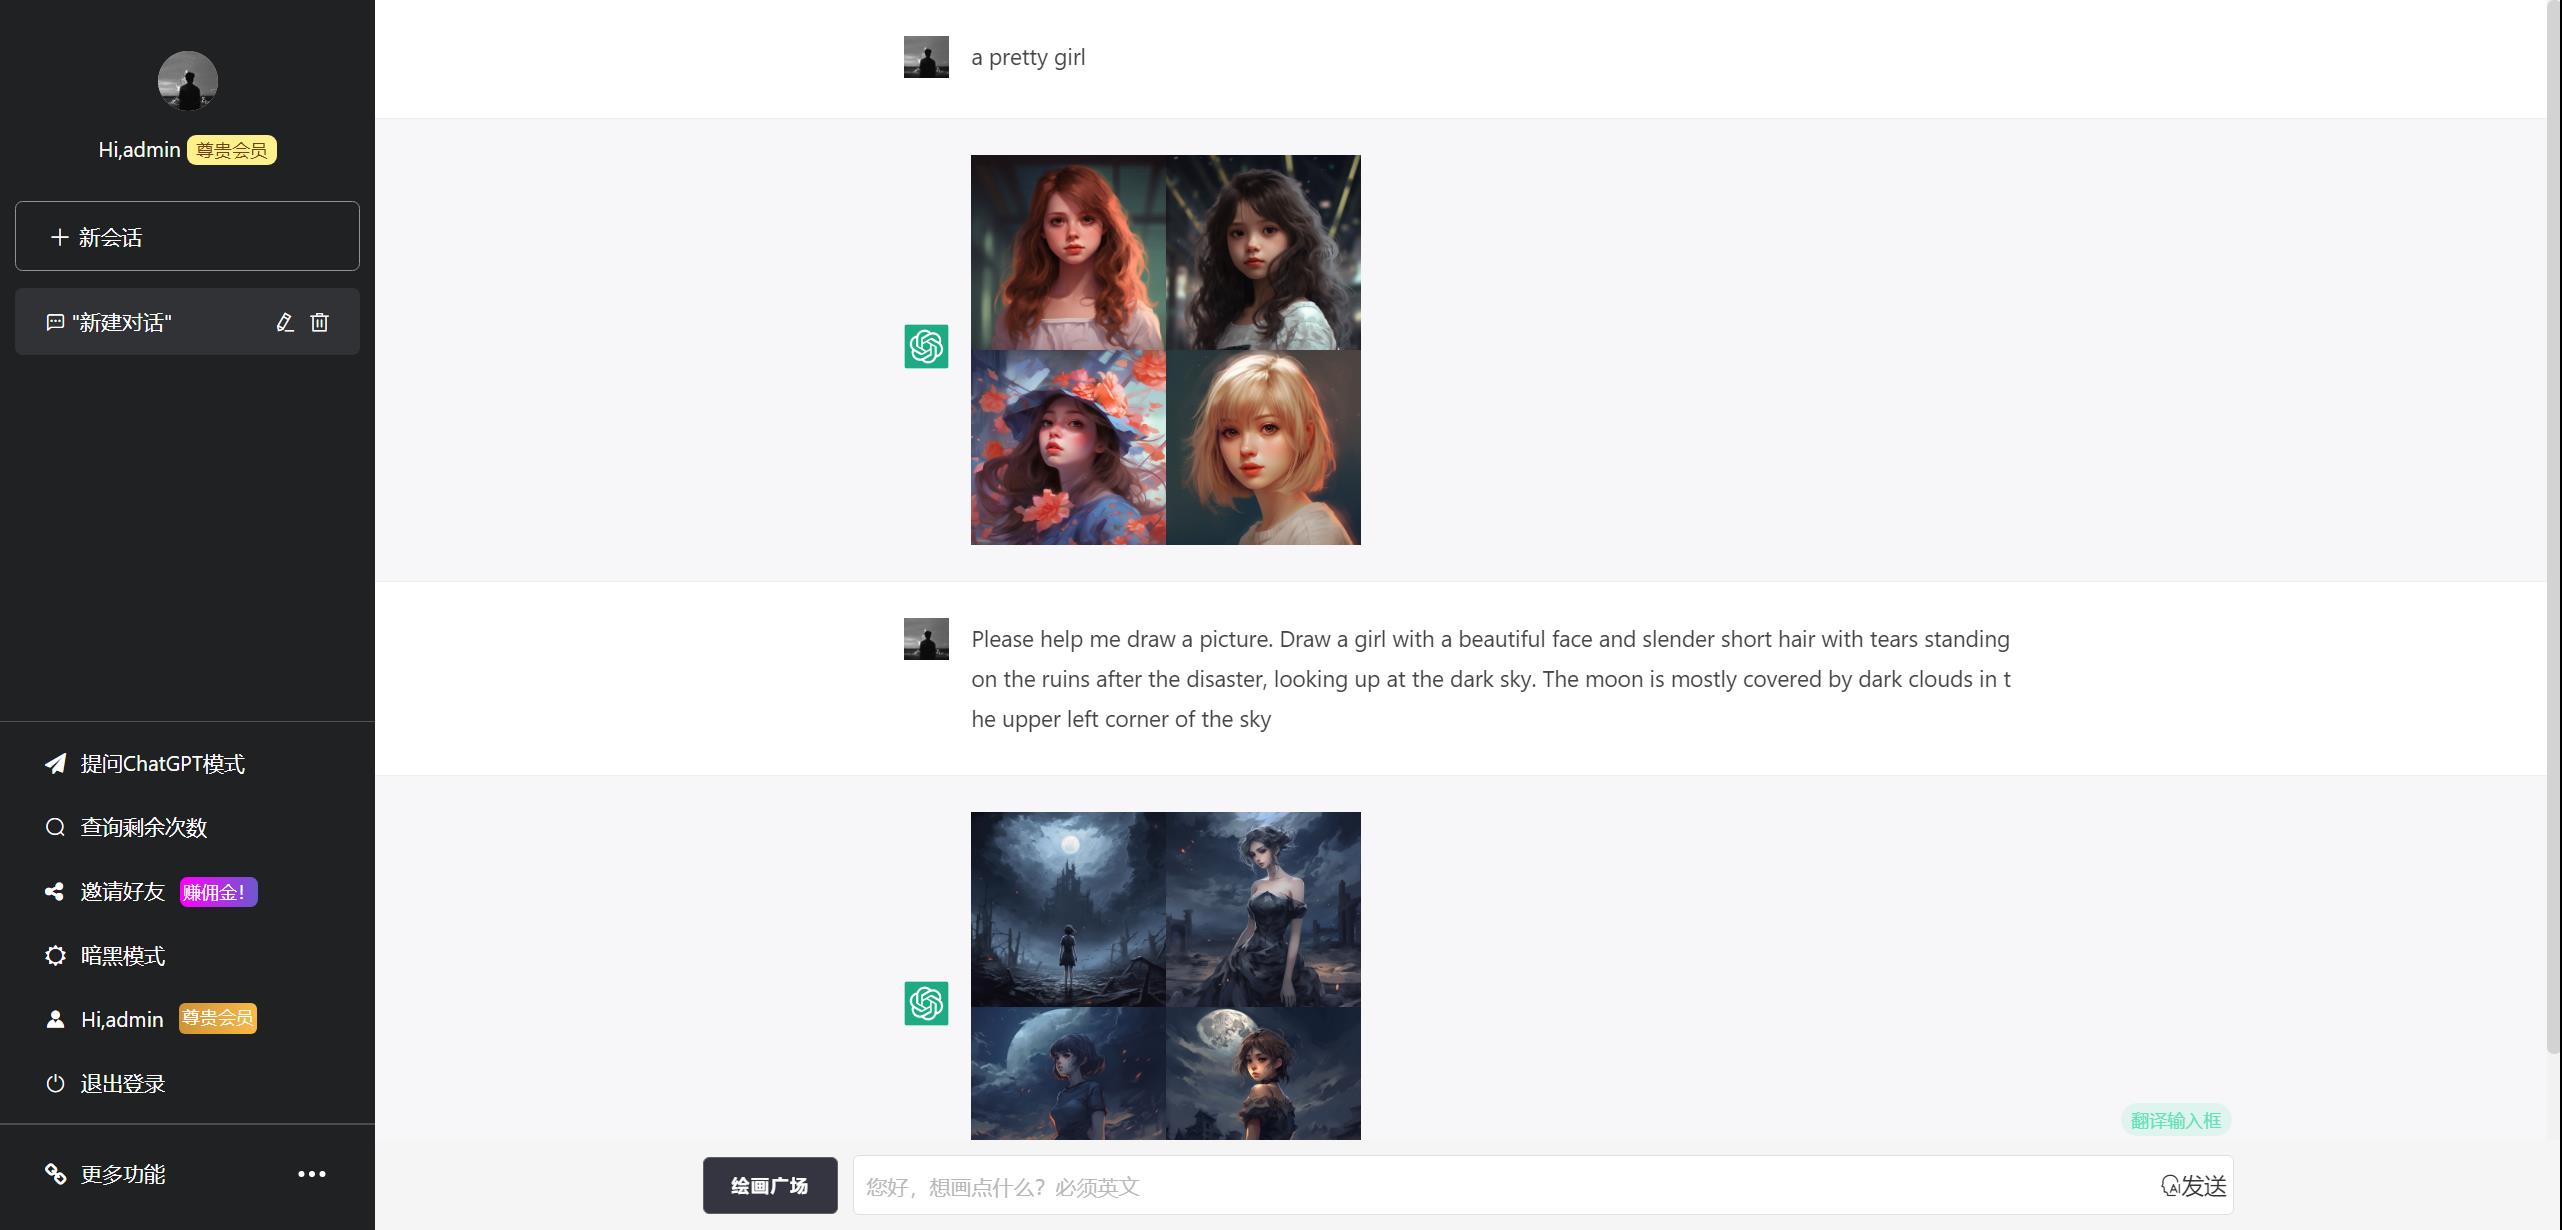 Hi,admin 尊贵会员
新会话
"新建对话"
提问ChatGPT模式
查询剩余次数
邀请好友 赚佣金!
暗黑模式
Hi,admin 尊贵会员
退出登录
更多功能
a pretty girl
Please help me draw a picture. Draw a girl with a beautiful face and slender short hair with tears standing
on the ruins after the disaster, looking up at the dark sky. The moon is mostly covered by dark clouds in t
he upper left corner of the sky
翻译输入框
绘画广场
您好，想画点什么？必须英文
AI发送